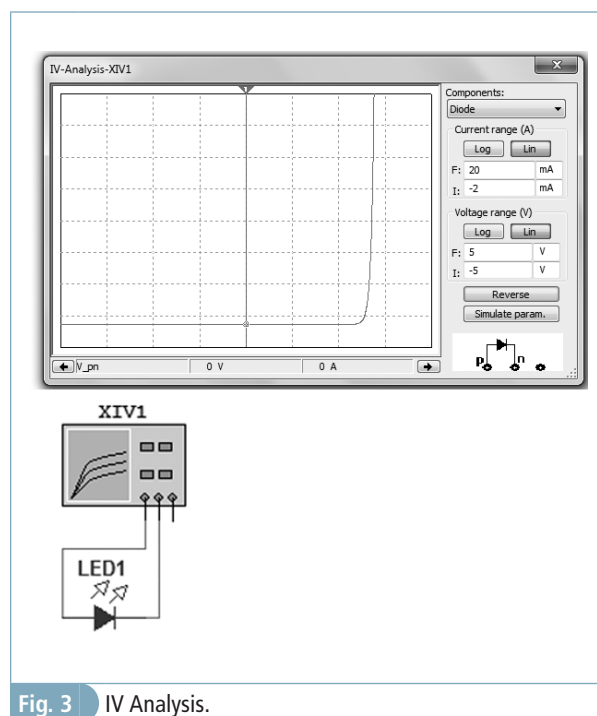 IV-Analysis-XIV1
x
1
Components:
Diode
Current range (A)
Log Lin
F: 20 mA
I: -2 mA
Voltage range (V)
Log Lin
F: 5 V
I: -5 V
Reverse
Simulate param.
p n
V_pn 0 V 0 A
XIV1
LED1
Fig. 3 IV Analysis.